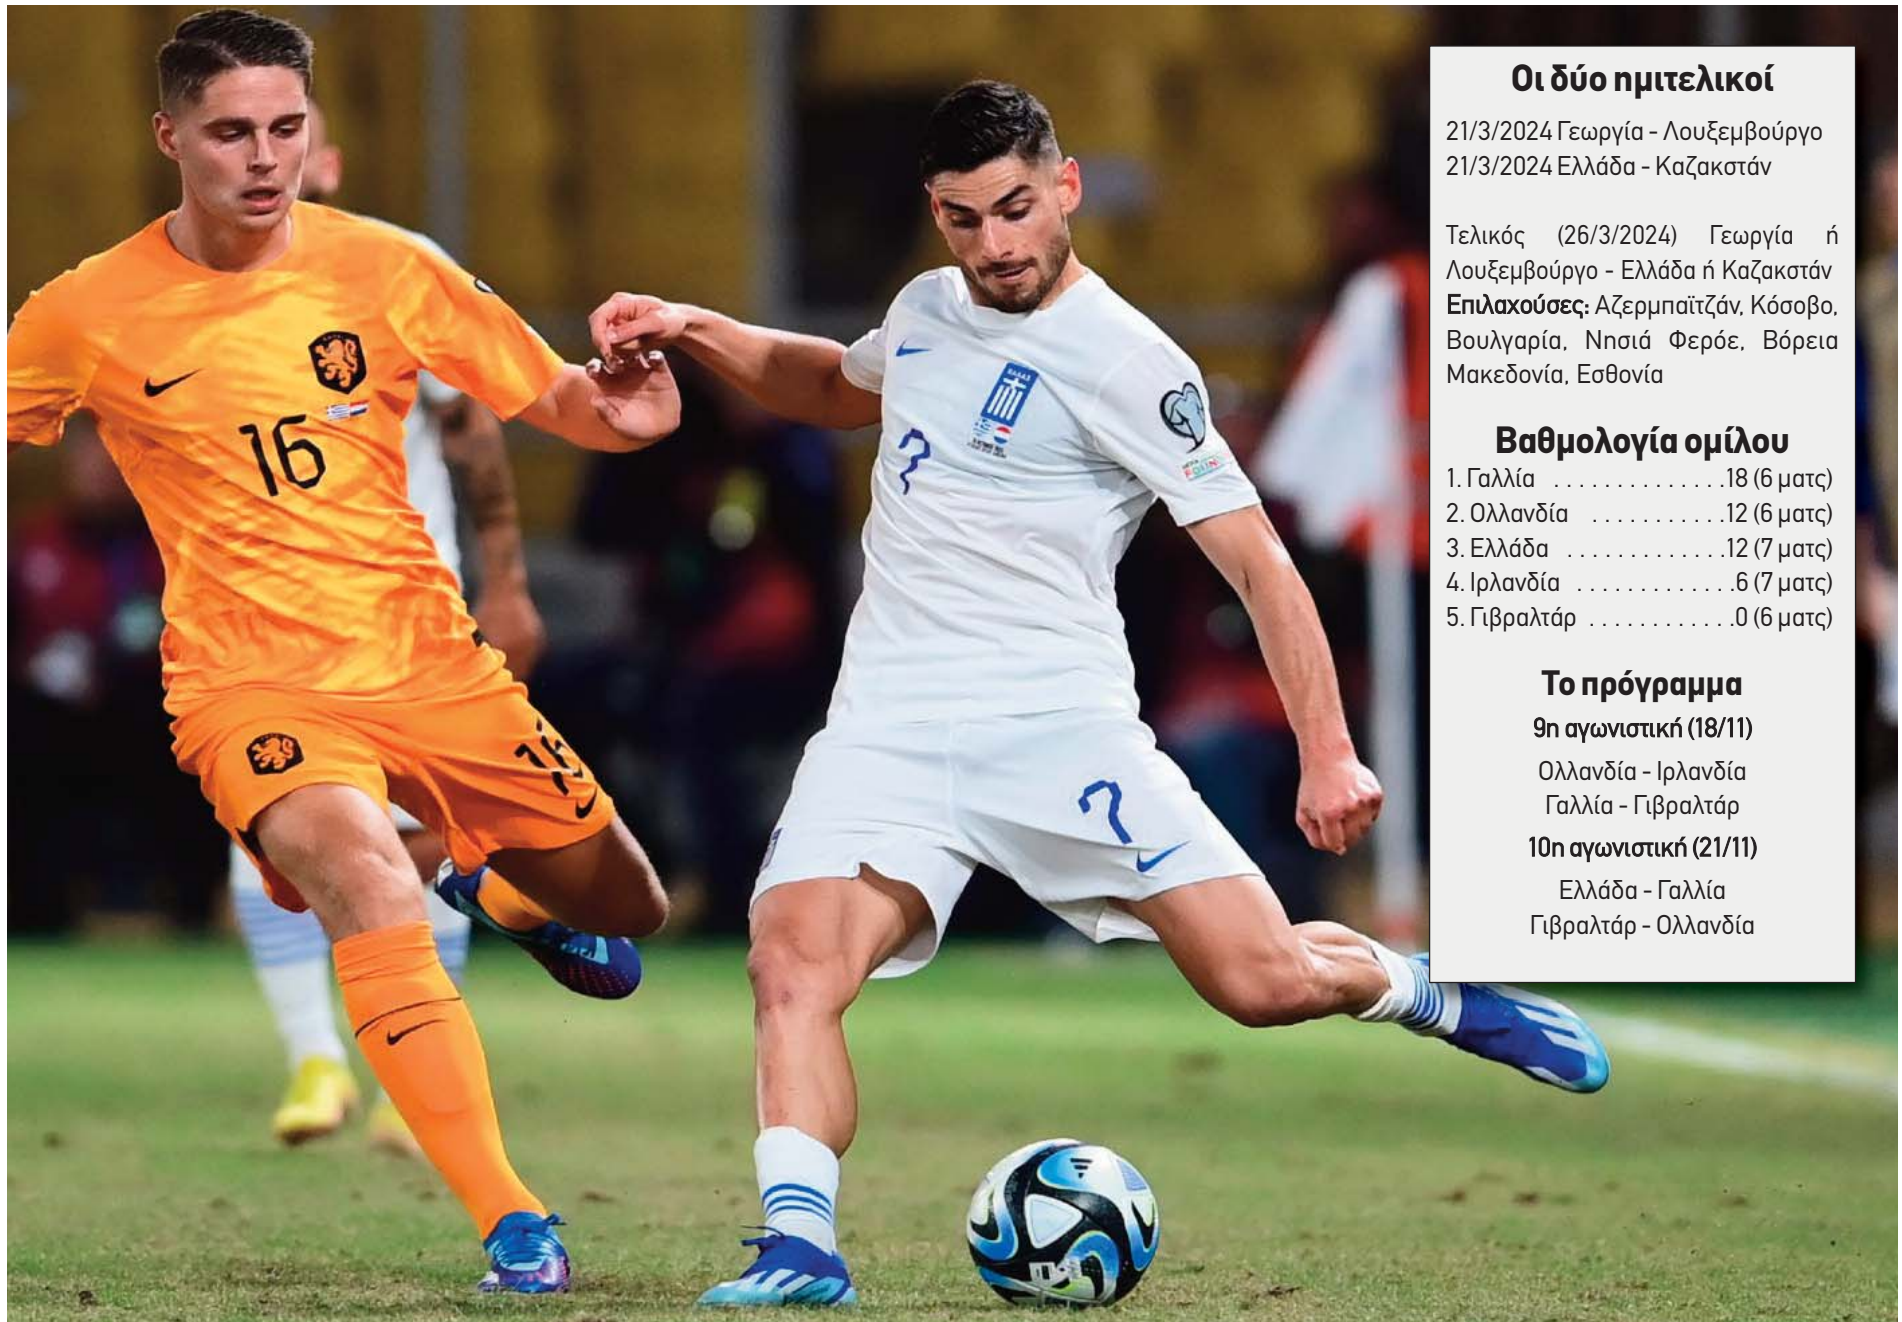 Οι δύο ημιτελικοί
21/3/2024 Γεωργία - Λουξεμβούργο
21/3/2024 Ελλάδα - Καζακστάν
Τελικός (26/3/2024) Γεωργία ή
Λουξεμβούργο - Ελλάδα ή Καζακστάν
Επιλαχούσες: Αζερμπαϊτζάν, Κόσοβο,
Βουλγαρία, Νησιά Φερόε, Βόρεια
Μακεδονία, Εσθονία
Βαθμολογία ομίλου
1. Γαλλία . . . . . . . . . . . . . .18 (6 ματς)
2. Ολλανδία . . . . . . . . . . .12 (6 ματς)
3. Ελλάδα . . . . . . . . . . . . .12 (7 ματς)
4. Ιρλανδία . . . . . . . . . . . . .6 (7 ματς)
5. Γιβραλτάρ . . . . . . . . . . . .0 (6 ματς)
Το πρόγραμμα
9η αγωνιστική (18/11)
Ολλανδία - Ιρλανδία
Γαλλία - Γιβραλτάρ
10η αγωνιστική (21/11)
Ελλάδα - Γαλλία
Γιβραλτάρ - Ολλανδία
16
16
7
7
ΕΛΛΑΣ